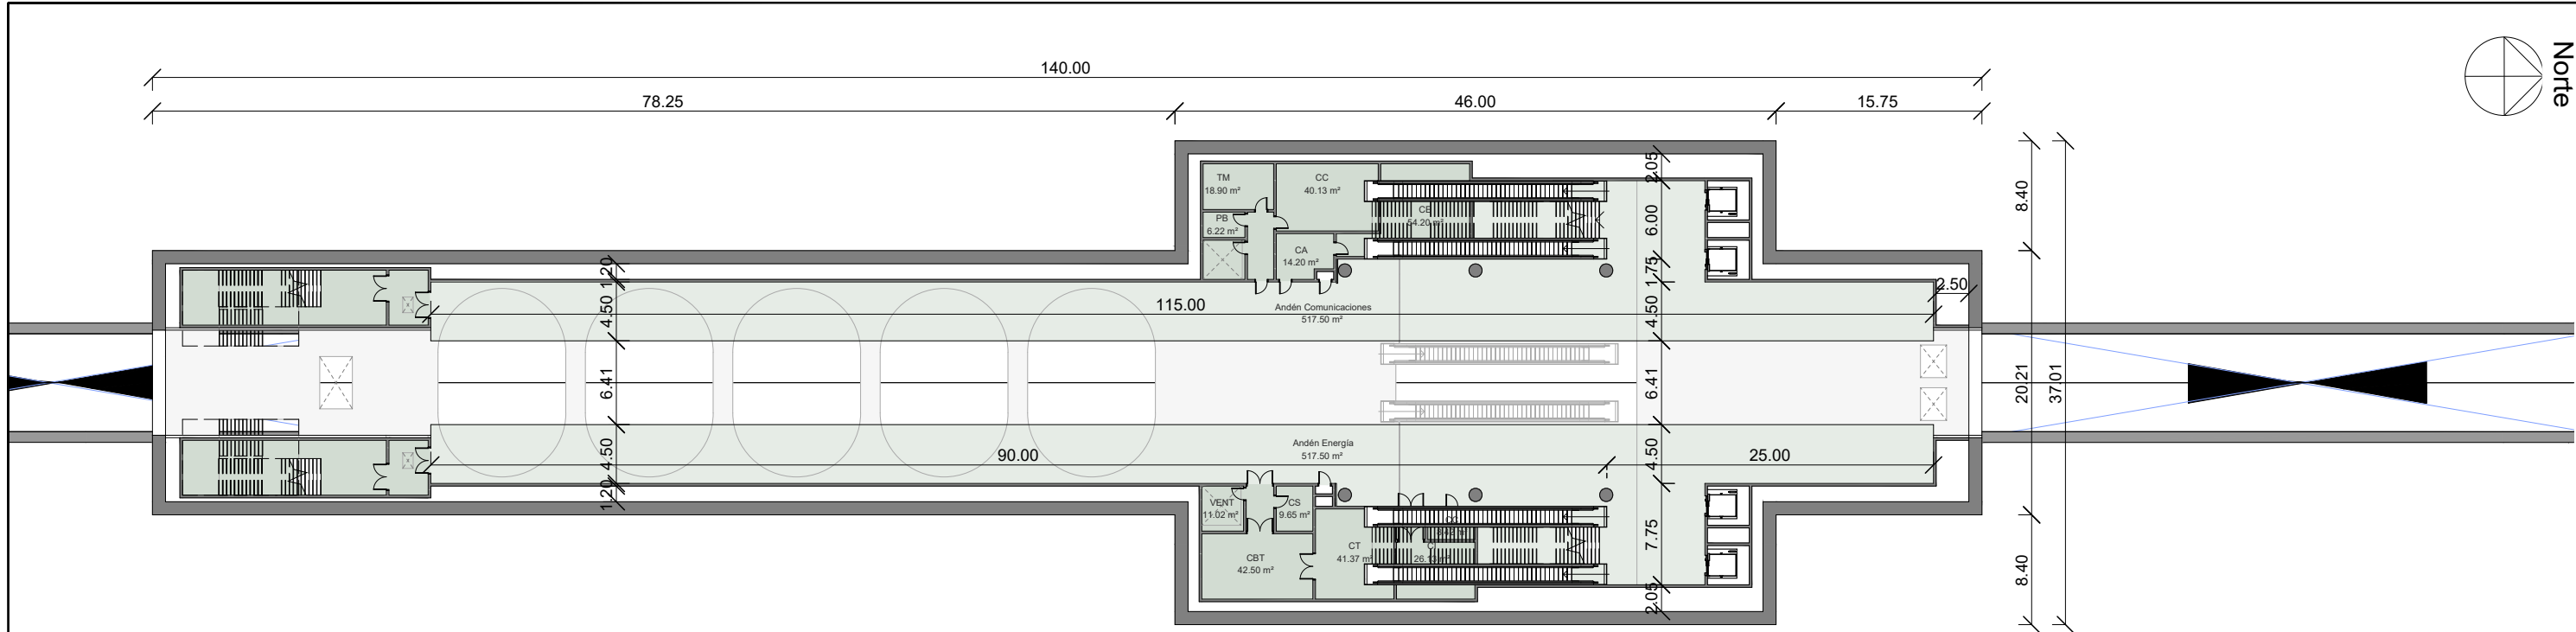 Norte
140.00
78.25
46.00
15.75
2.05
8.40
TM
18.90 m²
CC
40.13 m²
PB
6.22 m²
CE
54.20 m²
6.00
CA
14.20 m²
1.20
1.75
2.50
4.50
115.00
Andén Comunicaciones
517.50 m²
4.50
6.41
6.41
20.21
37.01
Andén Energía
517.50 m²
4.50
90.00
4.50
25.00
1.20
VENT
11.02 m²
CS
9.65 m²
7.75
CBT
42.50 m²
CT
41.37 m²
8.40
2.05